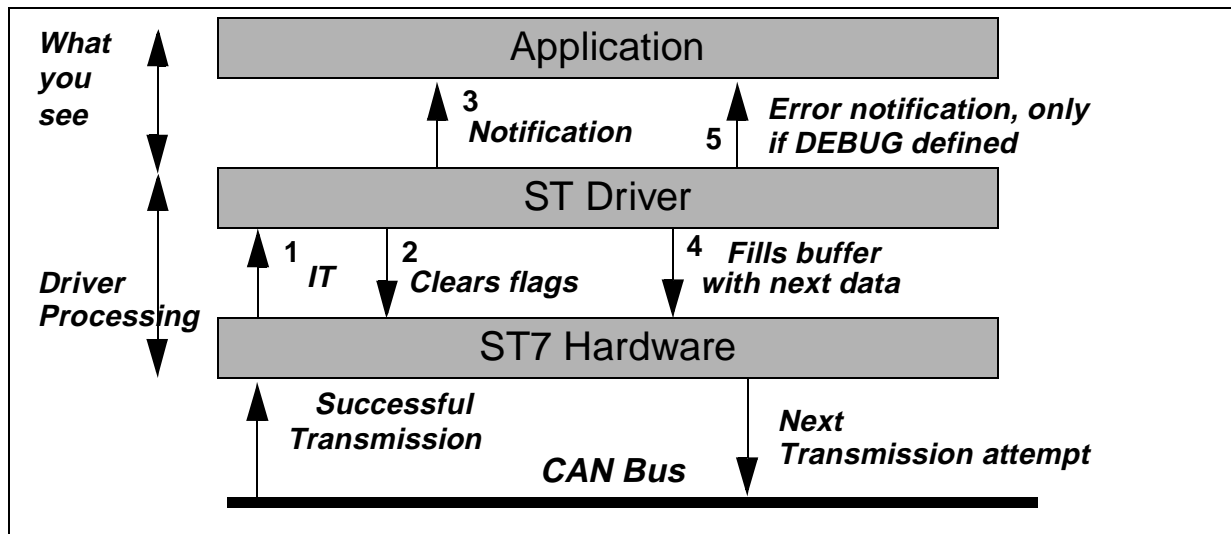 What
you
see
Application
3
Notification
5
Error notification, only
if DEBUG defined
ST Driver
Driver
Processing
1
IT
2
Clears flags
4
Fills buffer
with next data
ST7 Hardware
Successful
Transmission
Next
Transmission attempt
CAN Bus